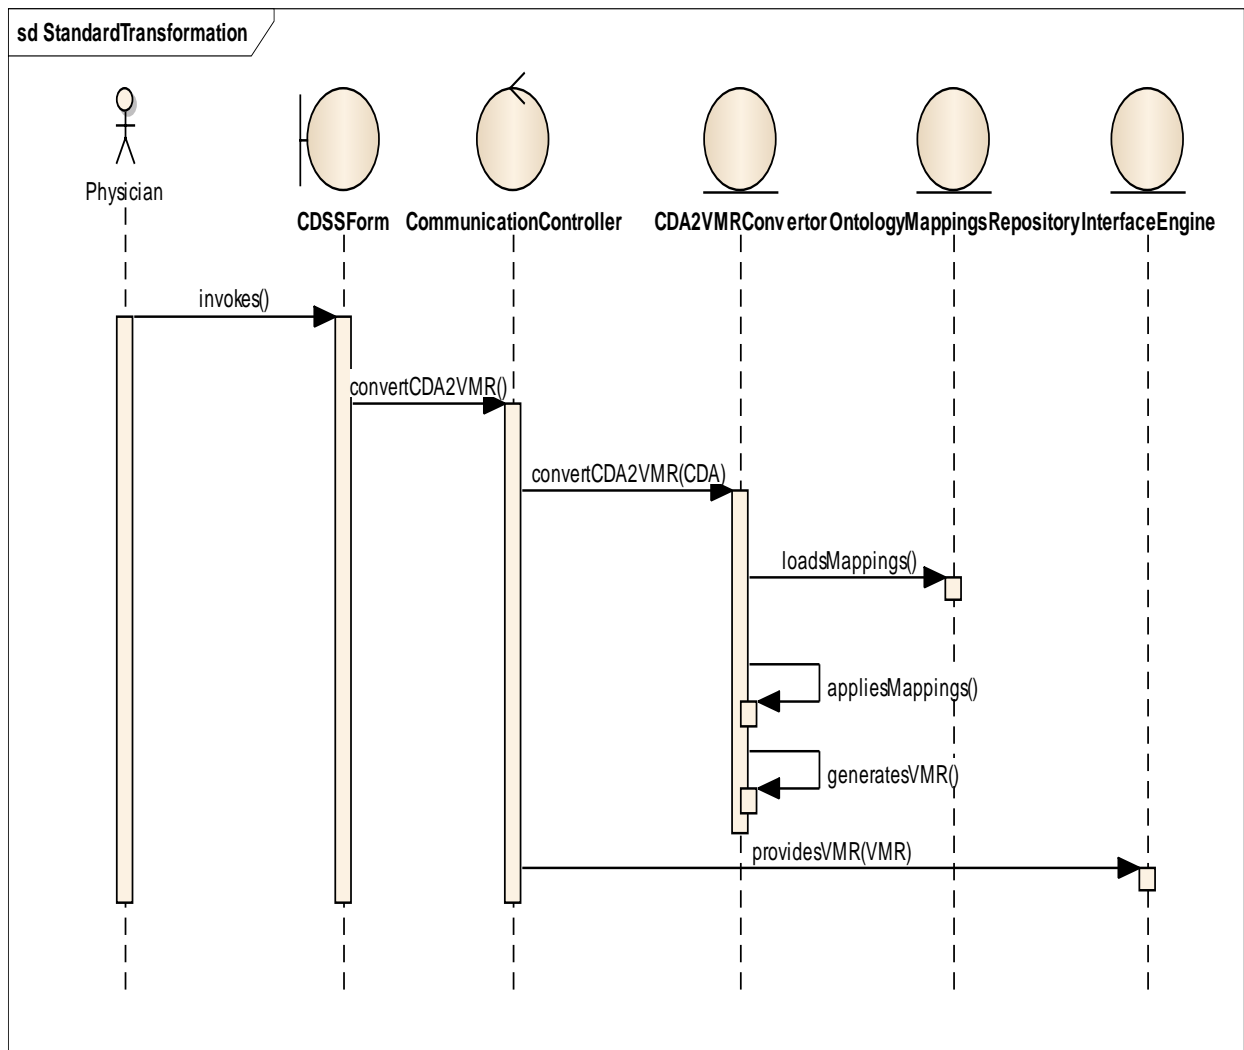 sd StandardTransformation
Physician
CDSSForm CommunicationController CDA2VMRConvertor OntologyMappingsRepository InterfaceEngine
invokes()
convertCDA2VMR()
convertCDA2VMR(CDA)
loadsMappings()
appliesMappings()
generatesVMR()
providesVMR(VMR)